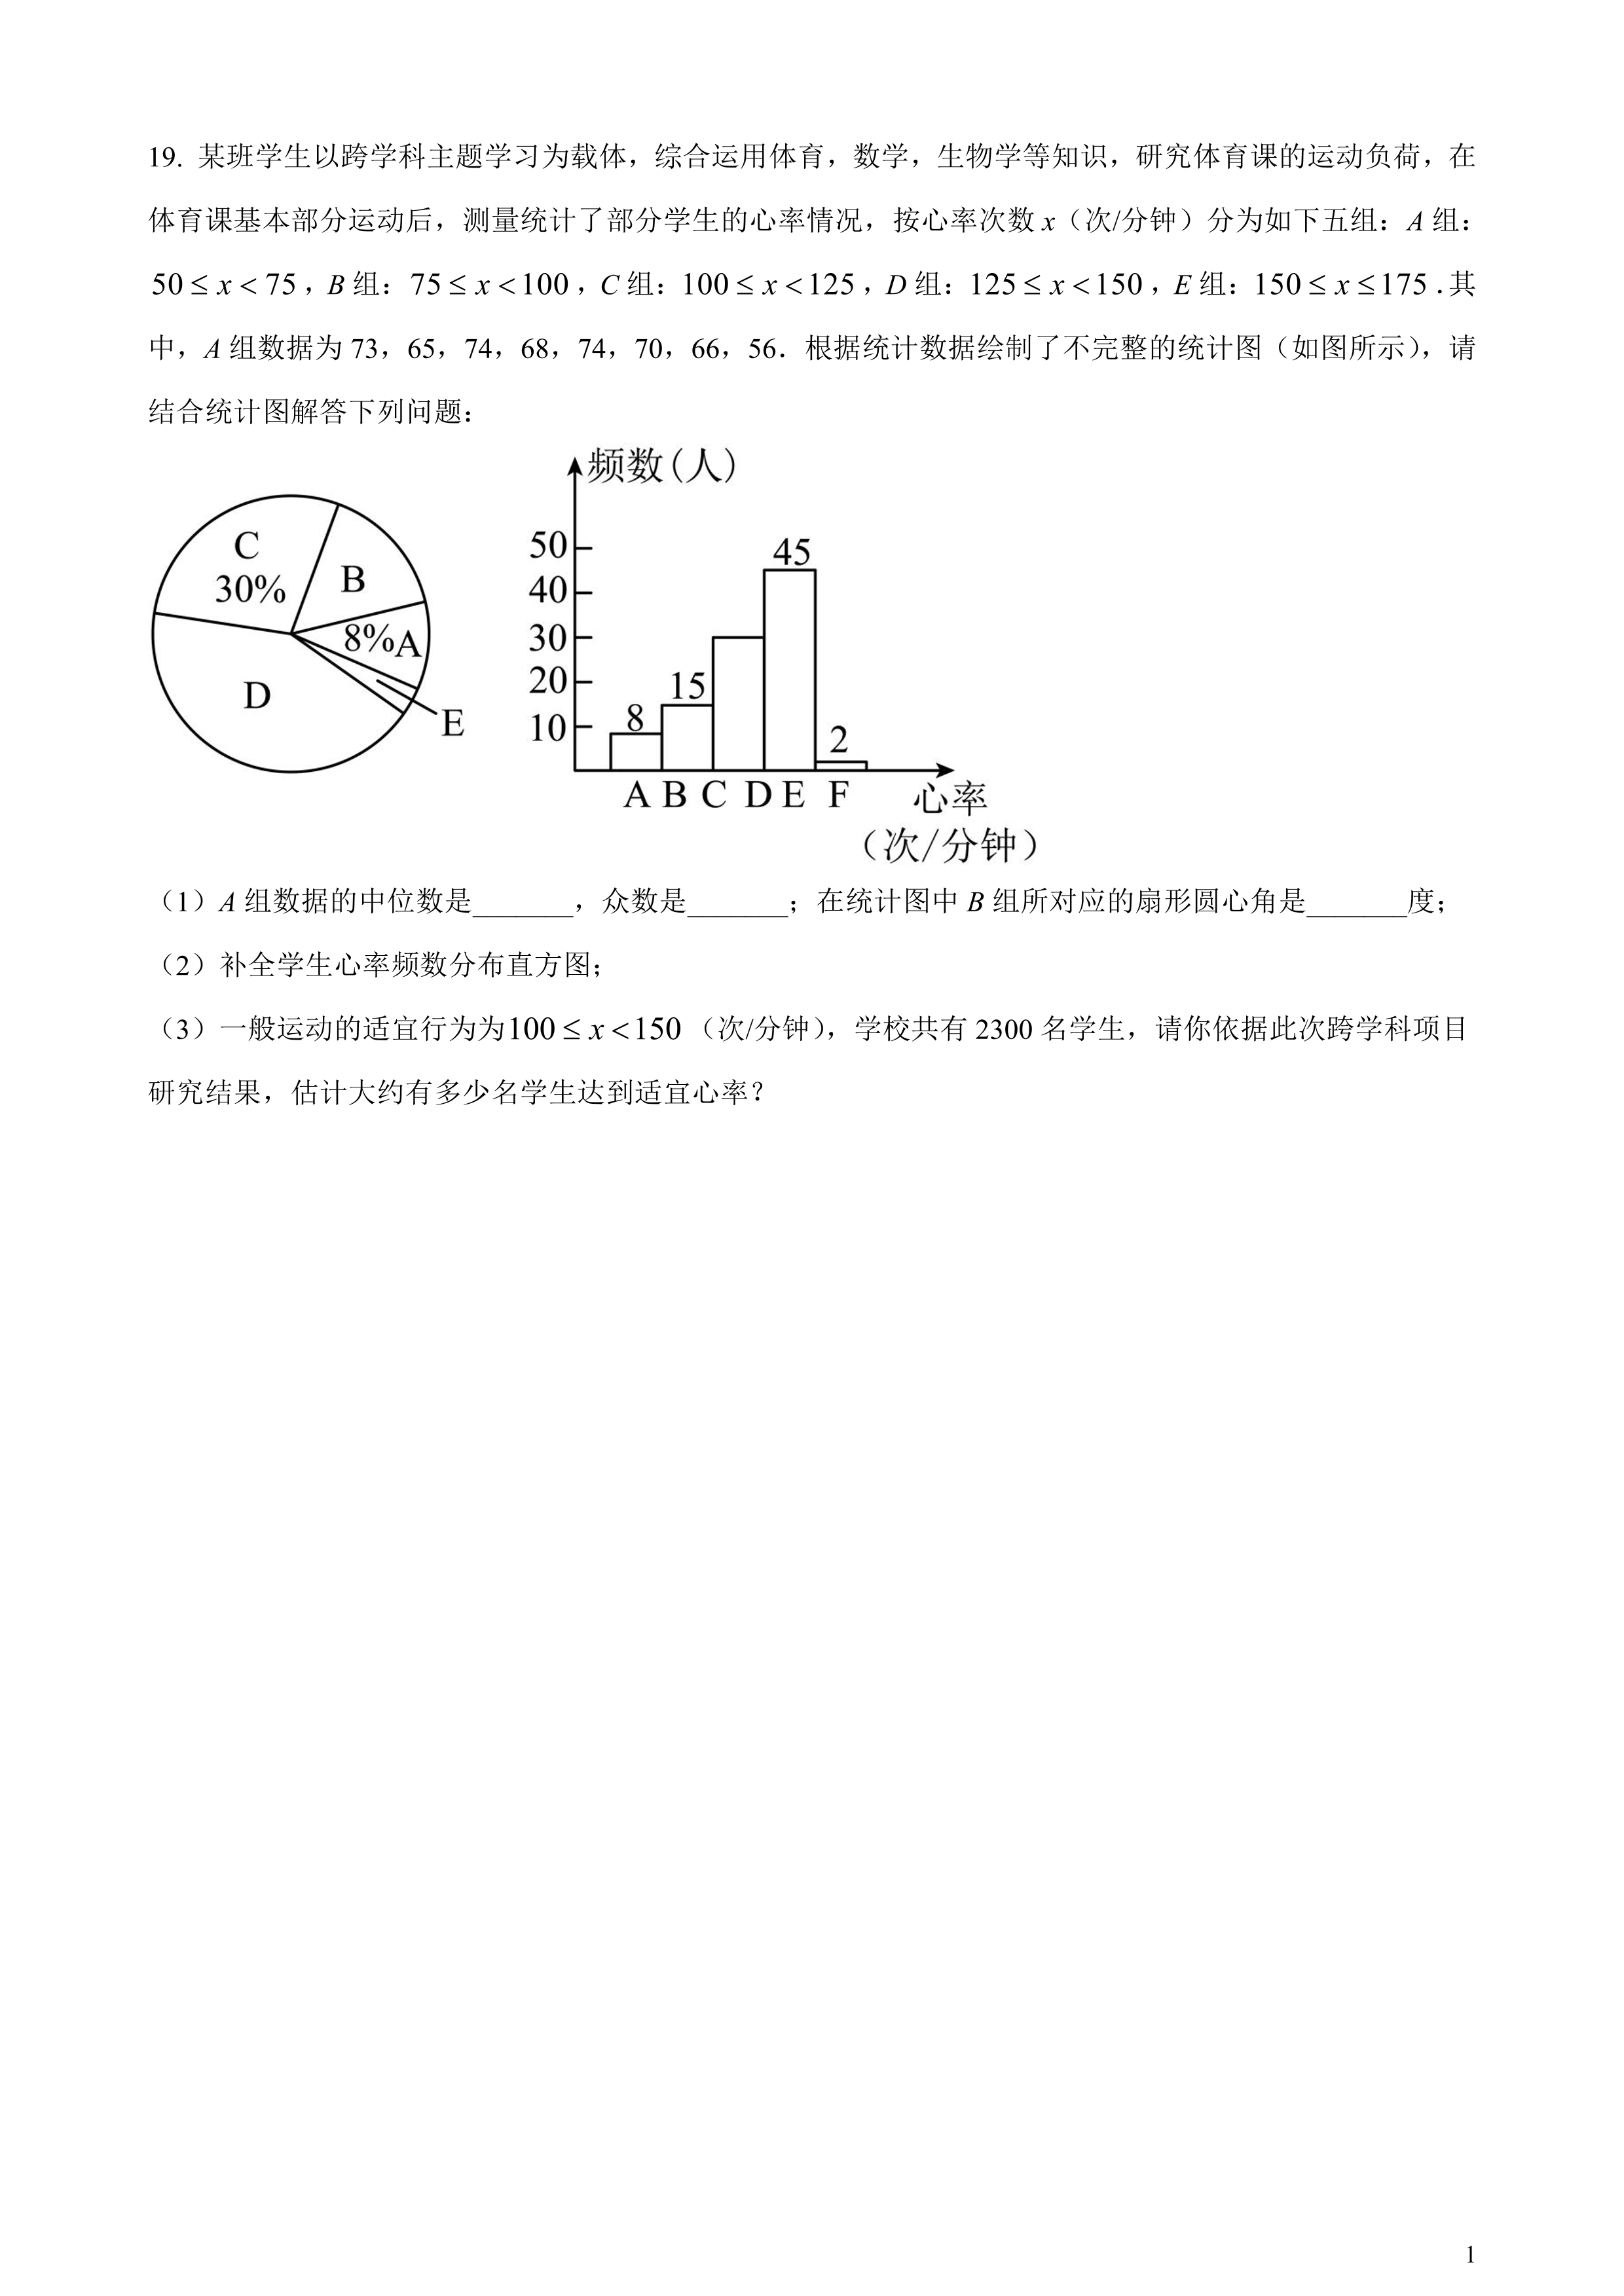 19. 某班学生以跨学科主题学习为载体，综合运用体育，数学，生物学等知识，研究体育课的运动负荷，在
体育课基本部分运动后，测量统计了部分学生的心率情况，按心率次数 x（次/分钟）分为如下五组：A 组：
50 ≤ x < 75，B 组：75 ≤ x < 100，C 组：100 ≤ x < 125，D 组：125 ≤ x < 150，E 组：150 ≤ x ≤ 175．其
中，A 组数据为 73，65，74，68，74，70，66，56．根据统计数据绘制了不完整的统计图（如图所示），请
结合统计图解答下列问题：
C
30%
B
8%A
D
E
频数(人)
50
40
30
20
10
8
15
45
2
A B C D E F 心率
（次/分钟）
（1）A 组数据的中位数是_______，众数是_______；在统计图中 B 组所对应的扇形圆心角是_______度；
（2）补全学生心率频数分布直方图；
（3）一般运动的适宜行为为100 ≤ x < 150（次/分钟），学校共有 2300 名学生，请你依据此次跨学科项目
研究结果，估计大约有多少名学生达到适宜心率？
1